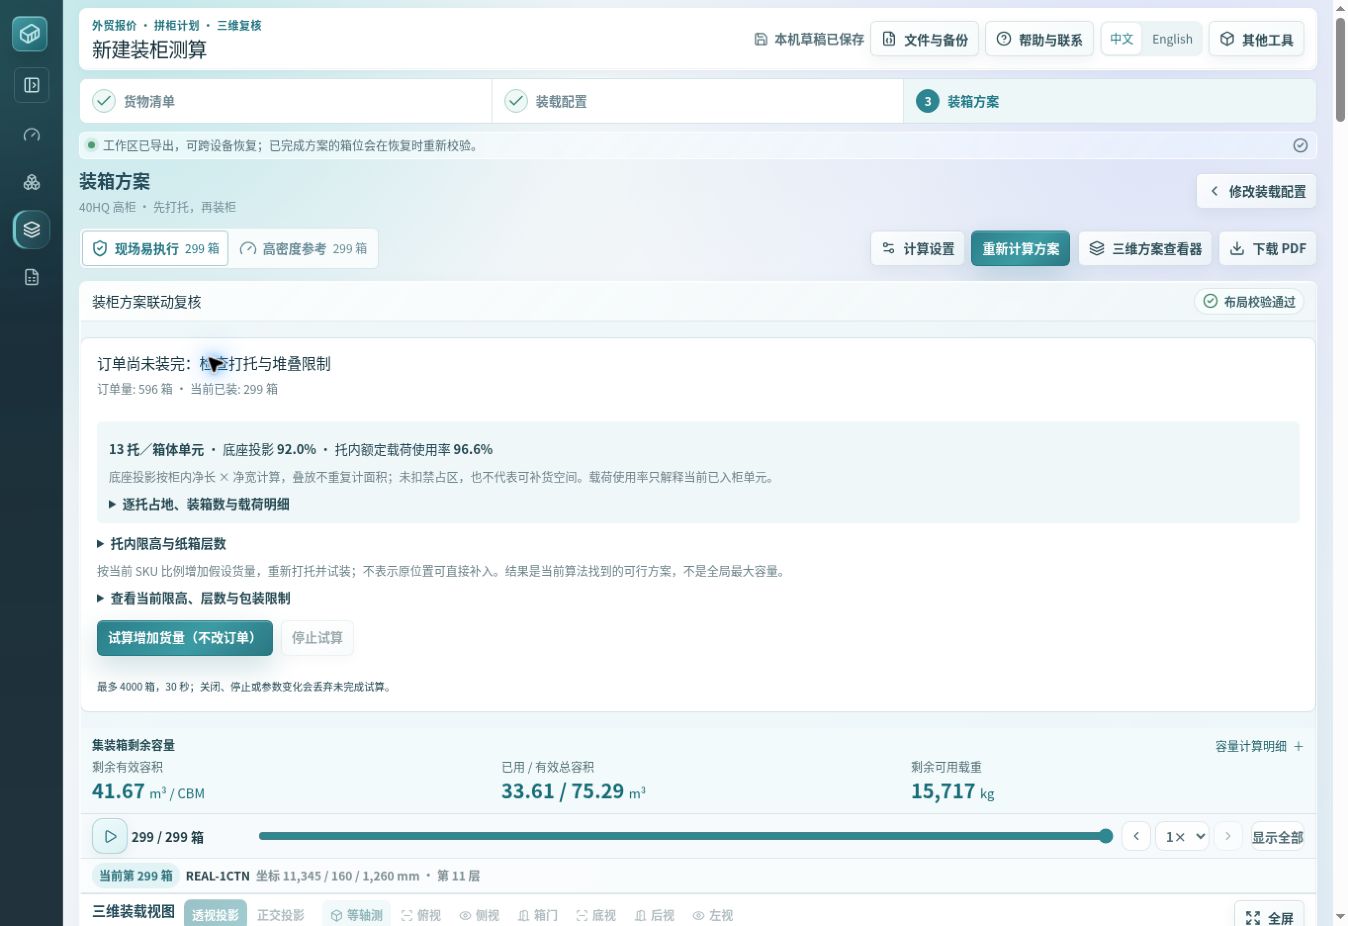 外贸报价 · 拼柜计划 · 三维复核
新建装柜测算
本机草稿已保存
文件与备份
帮助与联系
中文
English
其他工具
货物清单
装载配置
3 装箱方案
工作区已导出，可跨设备恢复；已完成方案的箱位会在恢复时重新校验。
装箱方案
40HQ 高柜 · 先打托，再装柜
修改装载配置
现场易执行 299 箱
高密度参考 299 箱
计算设置
重新计算方案
三维方案查看器
下载 PDF
装柜方案联动复核
布局校验通过
订单尚未装完：检查打托与堆叠限制
订单量: 596 箱 · 当前已装: 299 箱
13 托／箱体单元 · 底座投影 92.0% · 托内额定载荷使用率 96.6%
底座投影按柜内净长 × 净宽计算，叠放不重复计面积；未扣禁占区，也不代表可补货空间。载荷使用率只解释当前已入柜单元。
逐托占地、装箱数与载荷明细
托内限高与纸箱层数
按当前 SKU 比例增加假设货量，重新打托并试装；不表示原位置可直接补入。结果是当前算法找到的可行方案，不是全局最大容量。
查看当前限高、层数与包装限制
试算增加货量（不改订单）
停止试算
最多 4000 箱，30 秒；关闭、停止或参数变化会丢弃未完成试算。
集装箱剩余容量
容量计算明细 +
剩余有效容积
已用 / 有效总容积
剩余可用载重
41.67 m³ / CBM
33.61 / 75.29 m³
15,717 kg
299 / 299 箱
1×
显示全部
当前第 299 箱 REAL-1CTN 坐标 11,345 / 160 / 1,260 mm · 第 11 层
三维装载视图
透视投影
正交投影
等轴测
俯视
侧视
箱门
底视
后视
左视
全屏